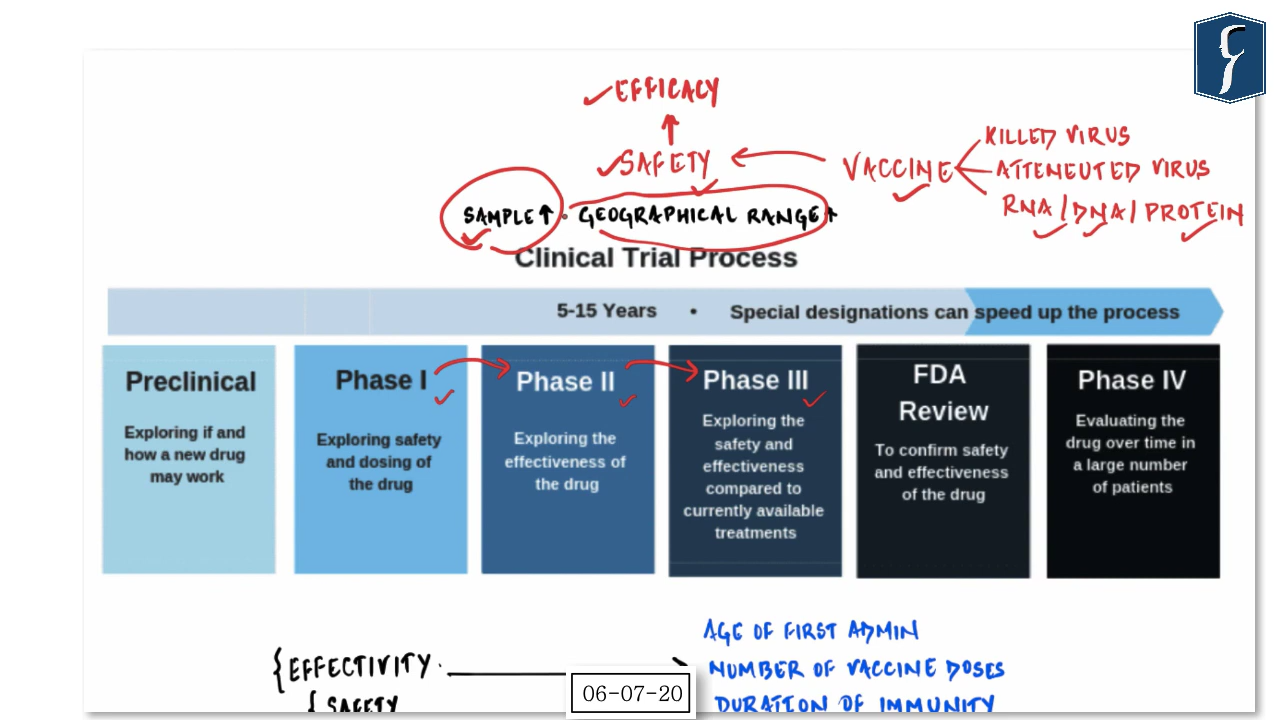 ✓EFFICACY
↑
✓SAFETY ← VACCINE
KILLED VIRUS
ATTENEUTED VIRUS
RNA/DNA/PROTEIN
SAMPLE↑ · GEOGRAPHICAL RANGE↑
Clinical Trial Process
5-15 Years • Special designations can speed up the process
Preclinical
Exploring if and
how a new drug
may work
Phase I
Exploring safety
and dosing of
the drug
Phase II
Exploring the
effectiveness of
the drug
Phase III
Exploring the
safety and
effectiveness
compared to
currently available
treatments
FDA
Review
To confirm safety
and effectiveness
of the drug
Phase IV
Evaluating the
drug over time in
a large number
of patients
{EFFECTIVITY.
{SAFETY
AGE OF FIRST ADMIN
NUMBER OF VACCINE DOSES
DURATION OF IMMUNITY
06-07-20